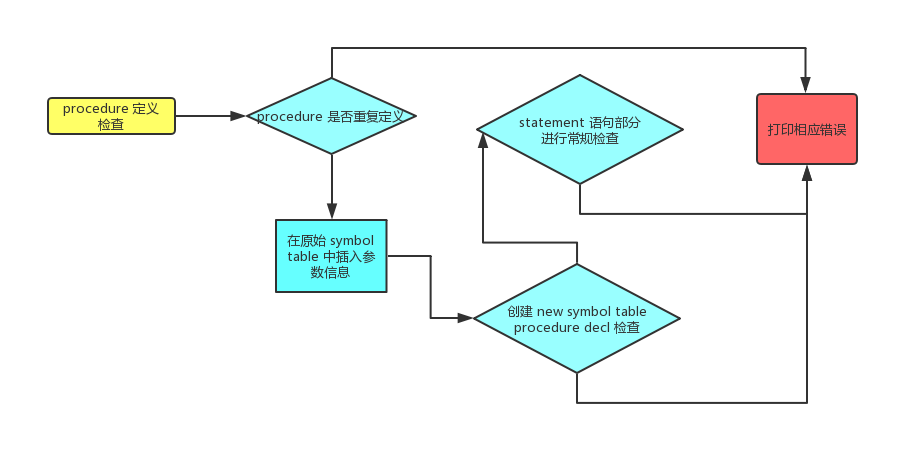 procedure 定义
检查
procedure 是否重复定义
statement 语句部分
进行常规检查
打印相应错误
在原始 symbol
table 中插入参
数信息
创建 new symbol table
procedure decl 检查